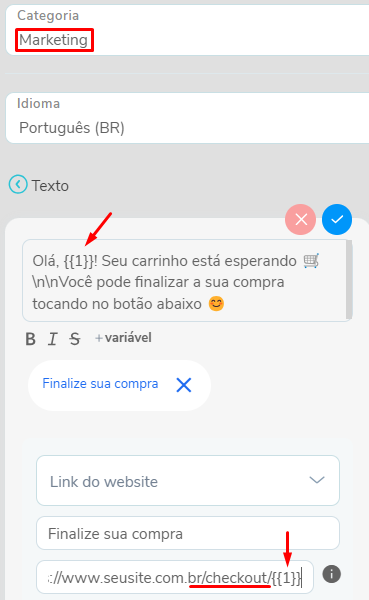 Categoria
Marketing
Idioma
Português (BR)
Texto
Olá, {{1}}! Seu carrinho está esperando 🛒
\n\nVocê pode finalizar a sua compra
tocando no botão abaixo 😊
B I S +variável
Finalize sua compra
Link do website
Finalize sua compra
://www.seusite.com.br/checkout/{{1}}